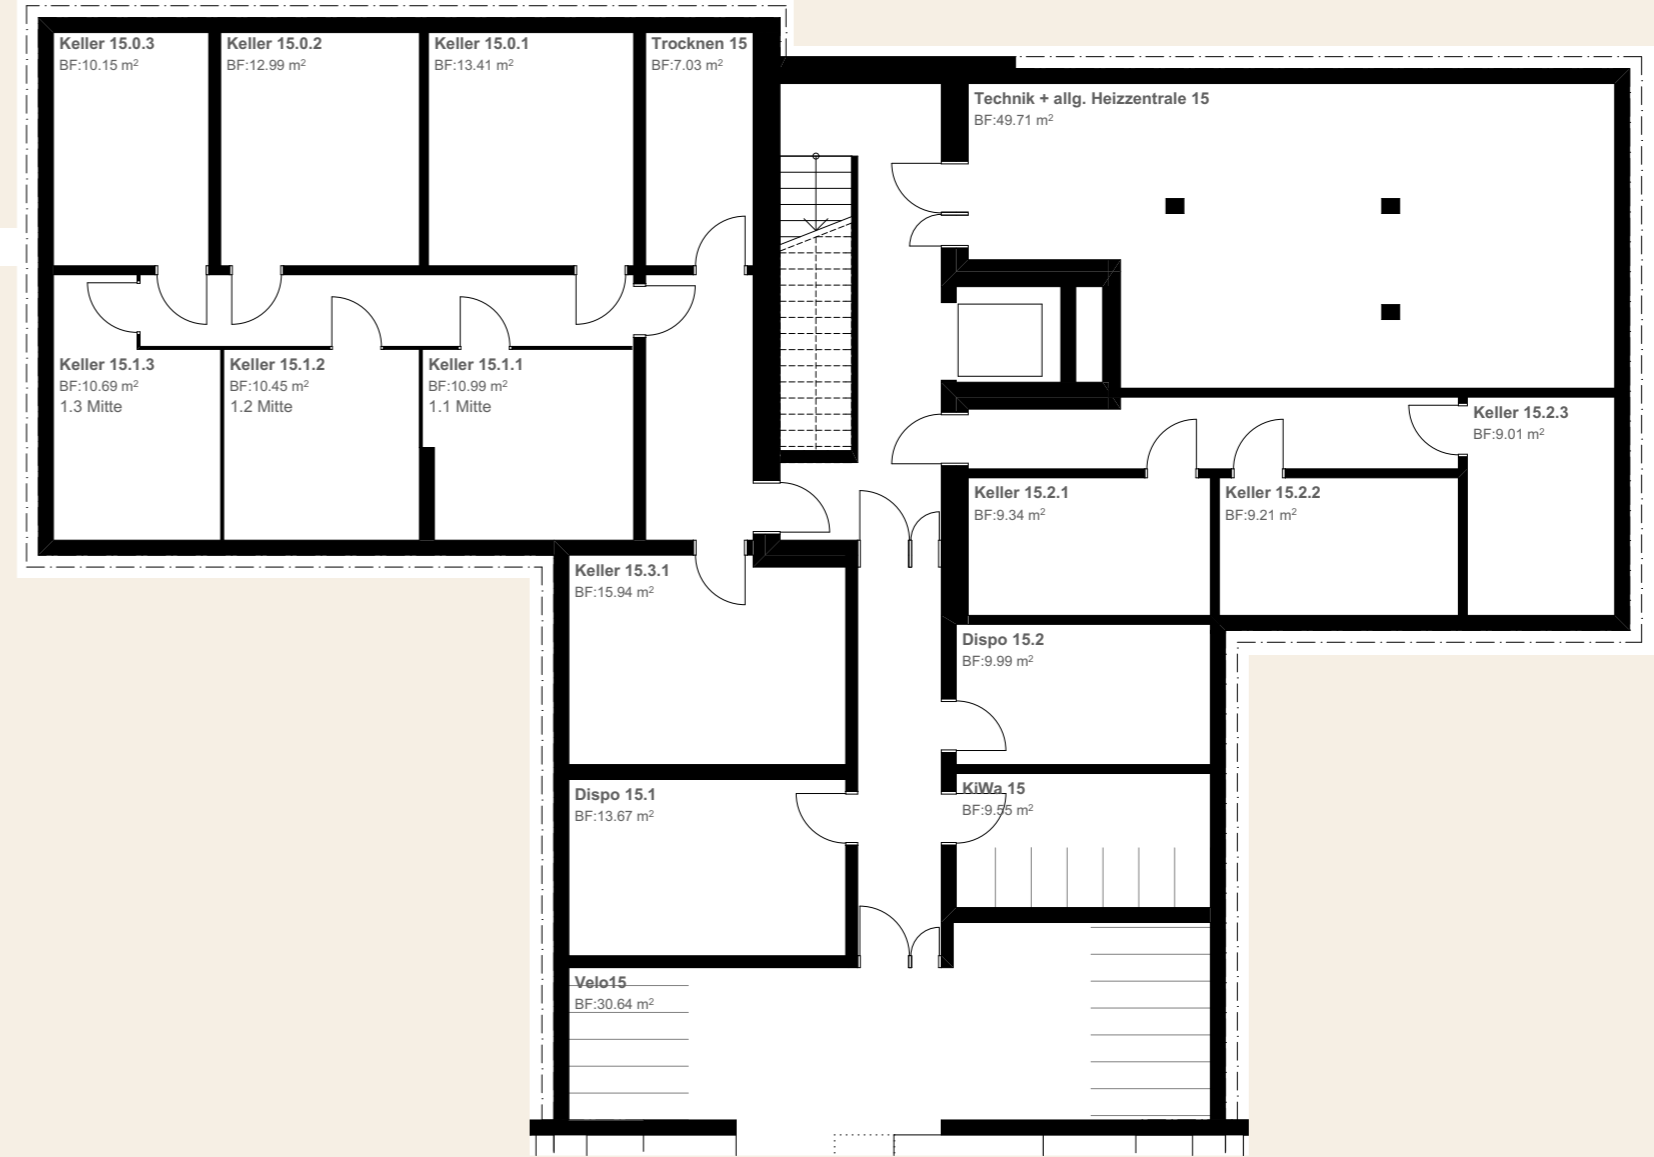 Keller 15.0.3
BF:10.15 m²
Keller 15.0.2
BF:12.99 m²
Keller 15.0.1
BF:13.41 m²
Trocknen 15
BF:7.03 m²
Technik + allg. Heizzentrale 15
BF:49.71 m²
Keller 15.1.3
BF:10.69 m²
1.3 Mitte
Keller 15.1.2
BF:10.45 m²
1.2 Mitte
Keller 15.1.1
BF:10.99 m²
1.1 Mitte
Keller 15.2.3
BF:9.01 m²
Keller 15.2.1
BF:9.34 m²
Keller 15.2.2
BF:9.21 m²
Keller 15.3.1
BF:15.94 m²
Dispo 15.2
BF:9.99 m²
Dispo 15.1
BF:13.67 m²
KiWa 15
BF:9.55 m²
Velo15
BF:30.64 m²